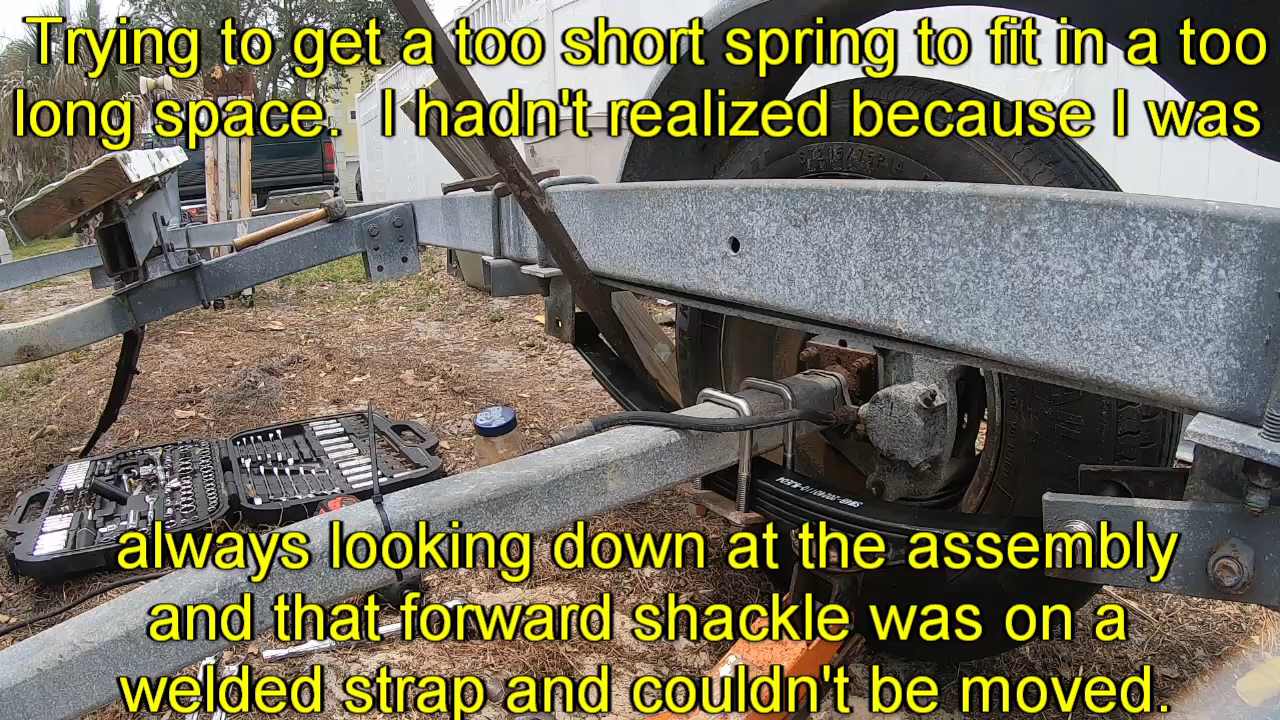 Trying to get a too short spring to fit in a too
long space.  I hadn't realized because I was
always looking down at the assembly
and that forward shackle was on a
welded strap and couldn't be moved.